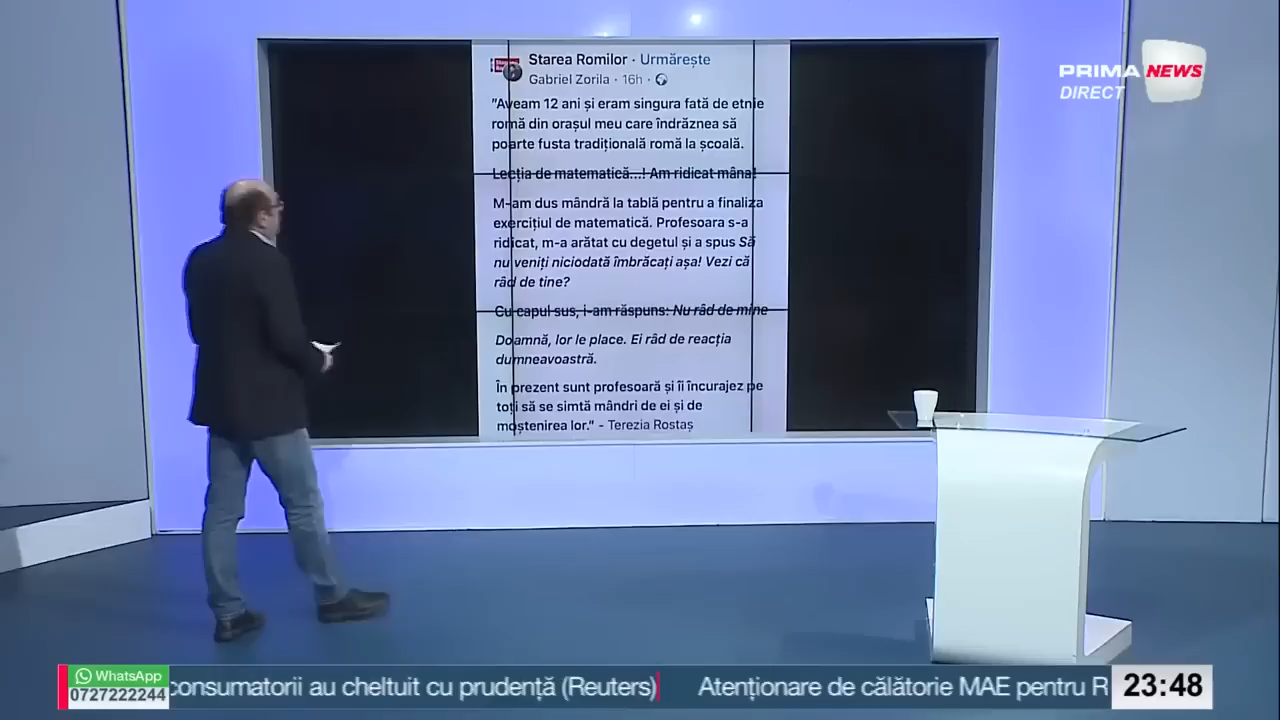 Starea Romilor · Urmărește
Gabriel Zorila · 16h ·
"Aveam 12 ani și eram singura fată de etnie
romă din orașul meu care îndrăznea să
poarte fusta tradițională romă la școală.
Lecția de matematică...! Am ridicat mâna!
M-am dus mândră la tablă pentru a finaliza
exercițiul de matematică. Profesoara s-a
ridicat, m-a arătat cu degetul și a spus Să
nu veniți niciodată îmbrăcați așa! Vezi că
râd de tine?
Cu capul sus, i-am răspuns: Nu râd de mine
Doamnă, lor le place. Ei râd de reacția
dumneavoastră.
În prezent sunt profesoară și îi încurajez pe
toți să se simtă mândri de ei și de
moștenirea lor." - Terezia Rostaș
PRIMA NEWS
DIRECT
WhatsApp
0727222244
consumatorii au cheltuit cu prudență (Reuters)
Atenționare de călătorie MAE pentru R
23:48